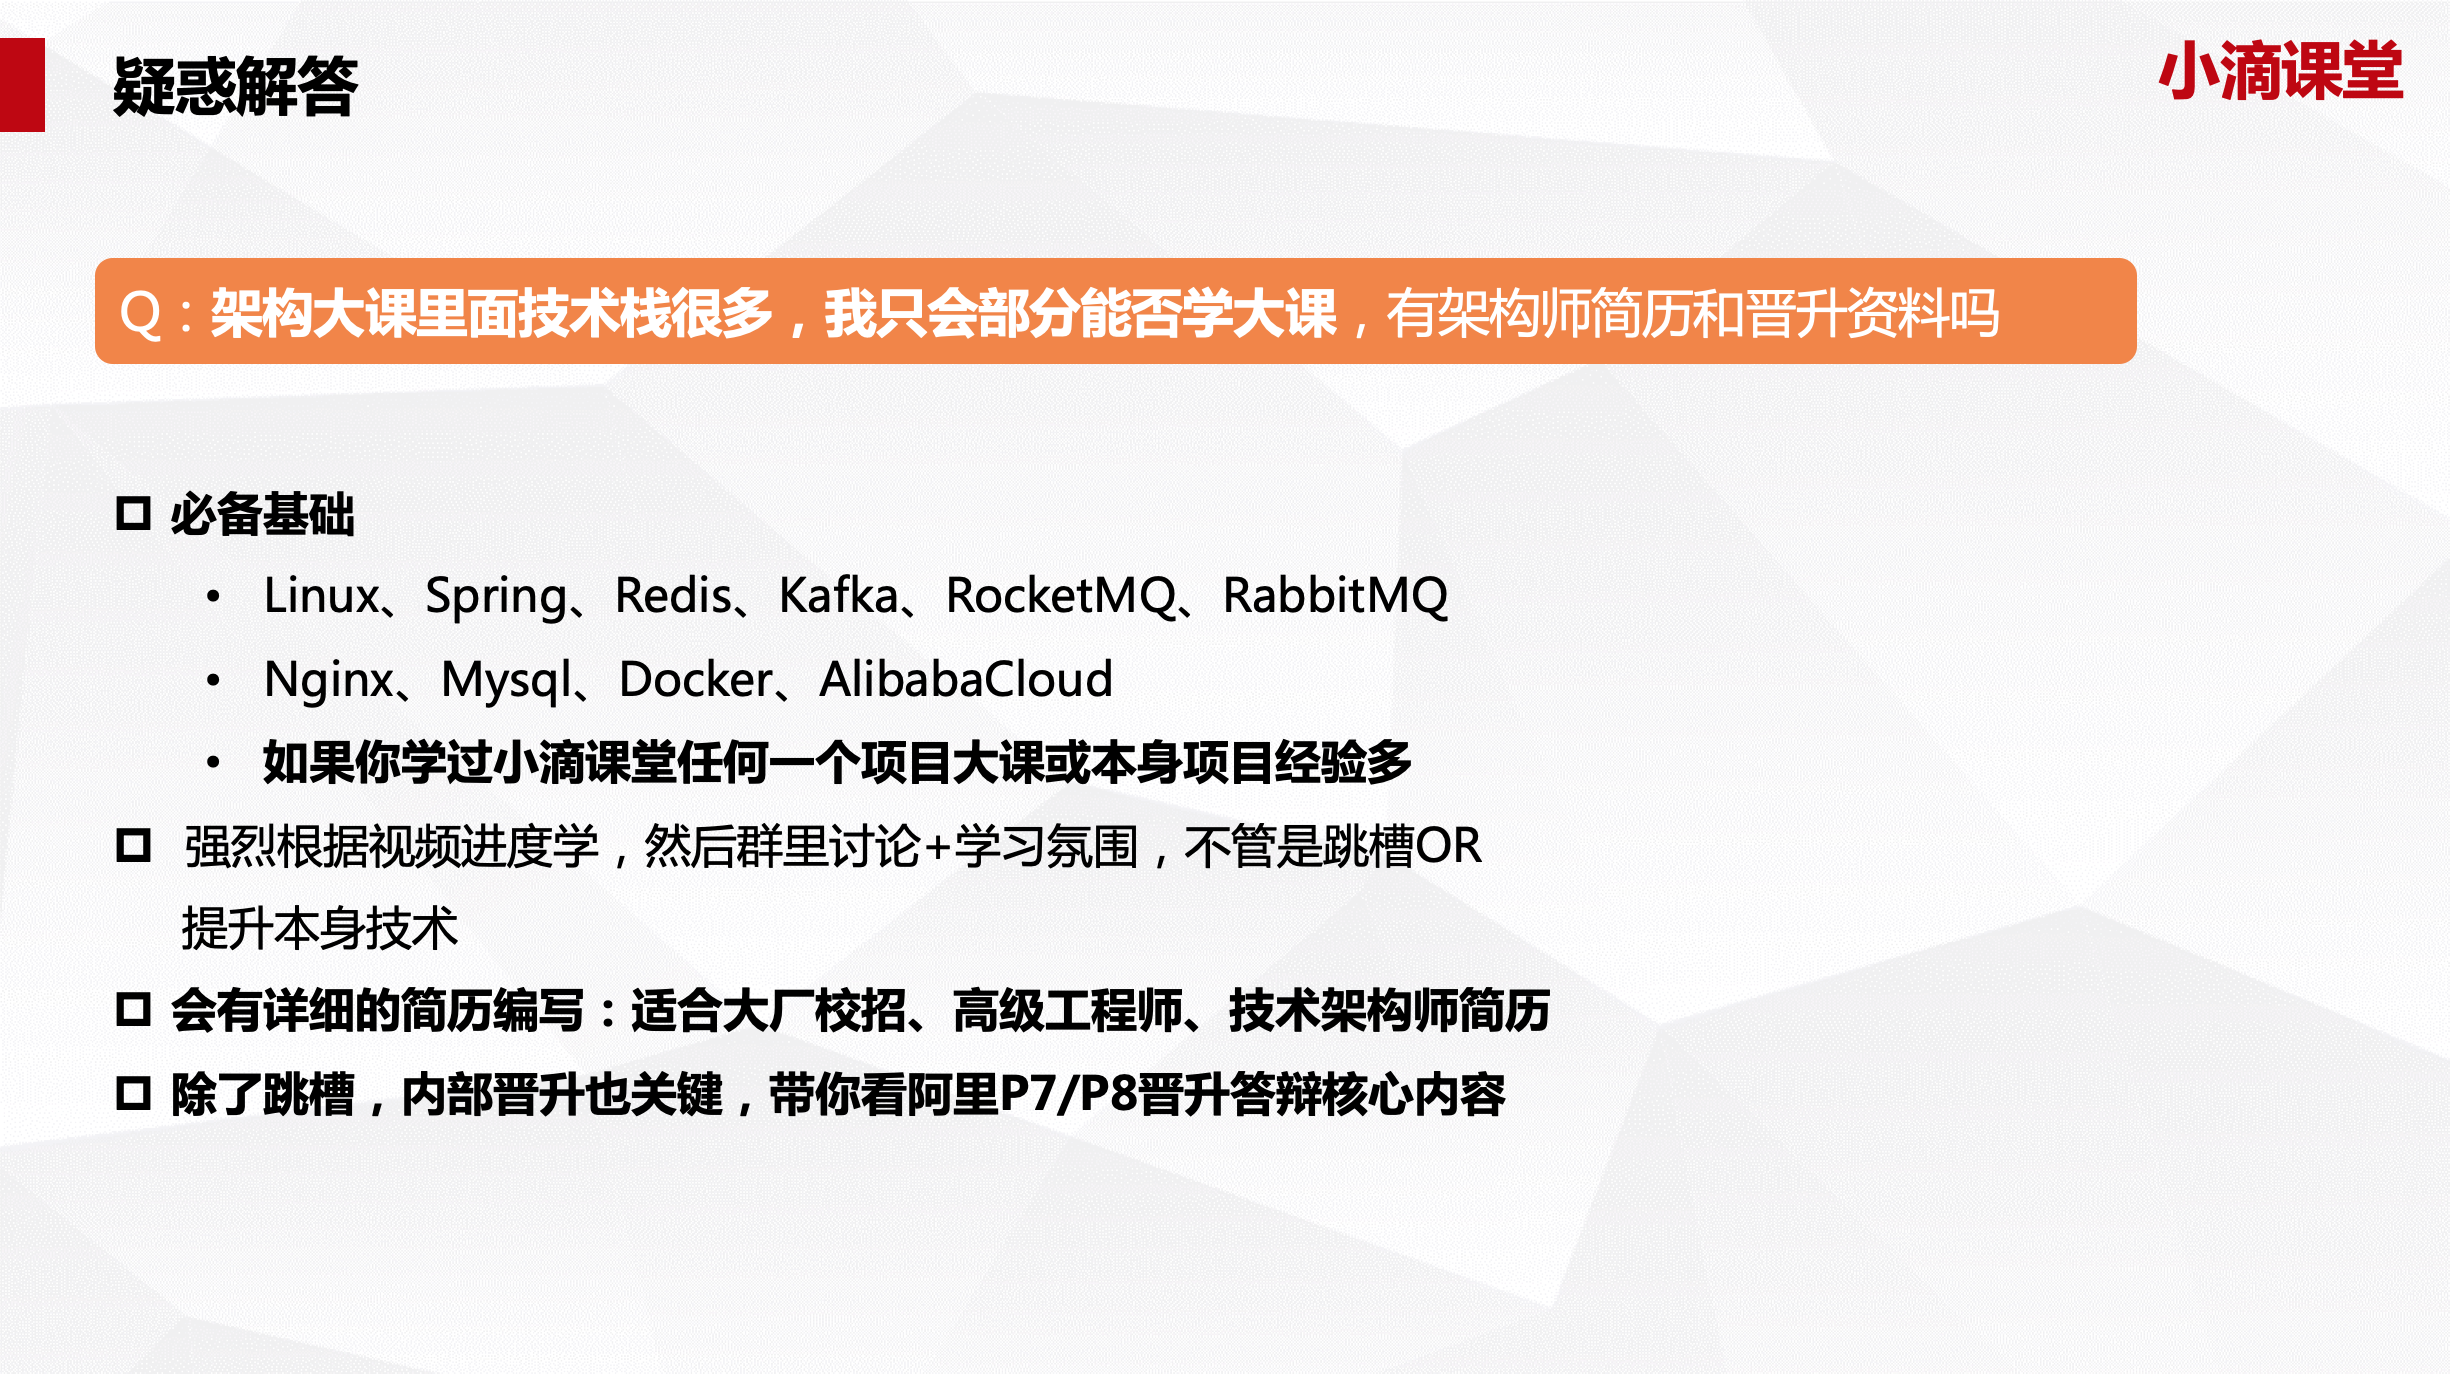 疑惑解答
小滴课堂
Q：架构大课里面技术栈很多，我只会部分能否学大课，有架构师简历和晋升资料吗
必备基础
• Linux、Spring、Redis、Kafka、RocketMQ、RabbitMQ
• Nginx、Mysql、Docker、AlibabaCloud
• 如果你学过小滴课堂任何一个项目大课或本身项目经验多
强烈根据视频进度学，然后群里讨论+学习氛围，不管是跳槽OR
提升本身技术
会有详细的简历编写：适合大厂校招、高级工程师、技术架构师简历
除了跳槽，内部晋升也关键，带你看阿里P7/P8晋升答辩核心内容